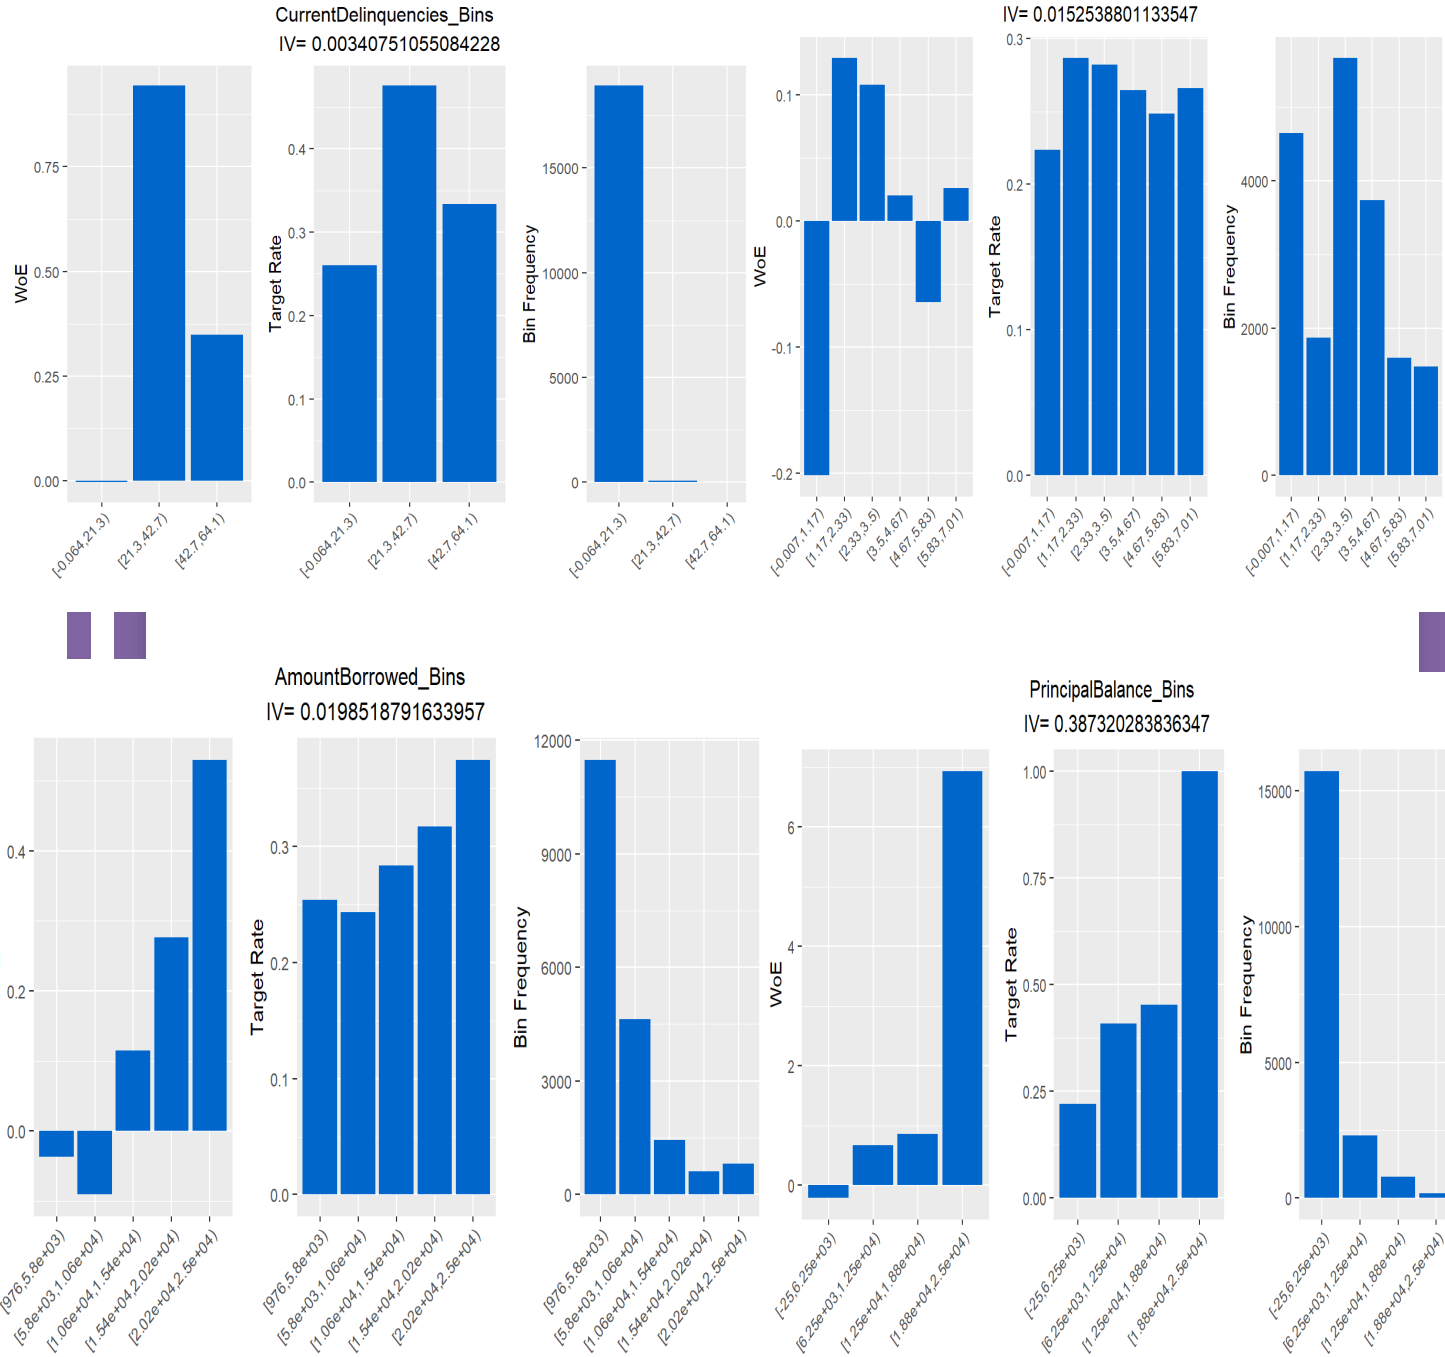 CurrentDelinquencies_Bins
IV= 0.00340751055084228
WoE
0.75
0.50
0.25
0.00
[-0.064,21.3)
[21.3,42.7)
[42.7,64.1)
Target Rate
0.4
0.3
0.2
0.1
0.0
[-0.064,21.3)
[21.3,42.7)
[42.7,64.1)
Bin Frequency
15000
10000
5000
0
[-0.064,21.3)
[21.3,42.7)
[42.7,64.1)
IV= 0.0152538801133547
WoE
0.1
0.0
-0.1
-0.2
[-0.007,1.17)
[1.17,2.33)
[2.33,3.5)
[3.5,4.67)
[4.67,5.83)
[5.83,7.01)
Target Rate
0.3
0.2
0.1
0.0
[-0.007,1.17)
[1.17,2.33)
[2.33,3.5)
[3.5,4.67)
[4.67,5.83)
[5.83,7.01)
Bin Frequency
4000
2000
0
[-0.007,1.17)
[1.17,2.33)
[2.33,3.5)
[3.5,4.67)
[4.67,5.83)
[5.83,7.01)
AmountBorrowed_Bins
IV= 0.0198518791633957
0.4
0.2
0.0
[976,5.8e+03)
[5.8e+03,1.06e+04)
[1.06e+04,1.54e+04)
[1.54e+04,2.02e+04)
[2.02e+04,2.5e+04)
Target Rate
0.3
0.2
0.1
0.0
[976,5.8e+03)
[5.8e+03,1.06e+04)
[1.06e+04,1.54e+04)
[1.54e+04,2.02e+04)
[2.02e+04,2.5e+04)
Bin Frequency
12000
9000
6000
3000
0
[976,5.8e+03)
[5.8e+03,1.06e+04)
[1.06e+04,1.54e+04)
[1.54e+04,2.02e+04)
[2.02e+04,2.5e+04)
PrincipalBalance_Bins
IV= 0.387320283836347
WoE
6
4
2
0
[-25,6.25e+03)
[6.25e+03,1.25e+04)
[1.25e+04,1.88e+04)
[1.88e+04,2.5e+04)
Target Rate
1.00
0.75
0.50
0.25
0.00
[-25,6.25e+03)
[6.25e+03,1.25e+04)
[1.25e+04,1.88e+04)
[1.88e+04,2.5e+04)
Bin Frequency
15000
10000
5000
0
[-25,6.25e+03)
[6.25e+03,1.25e+04)
[1.25e+04,1.88e+04)
[1.88e+04,2.5e+04)